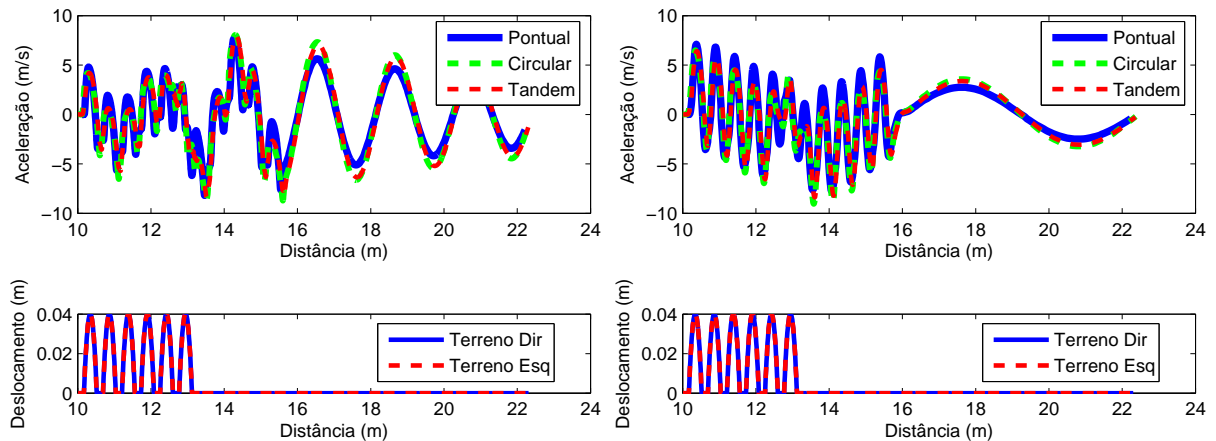 10
5
0
−5
−10
Aceleração (m/s)
Pontual
Circular
Tandem
10 12 14 16 18 20 22 24
Distância (m)
10
5
0
−5
−10
Aceleração (m/s)
Pontual
Circular
Tandem
10 12 14 16 18 20 22 24
Distância (m)
0.04
0.02
0
Deslocamento (m)
Terreno Dir
Terreno Esq
10 12 14 16 18 20 22 24
Distância (m)
0.04
0.02
0
Deslocamento (m)
Terreno Dir
Terreno Esq
10 12 14 16 18 20 22 24
Distância (m)